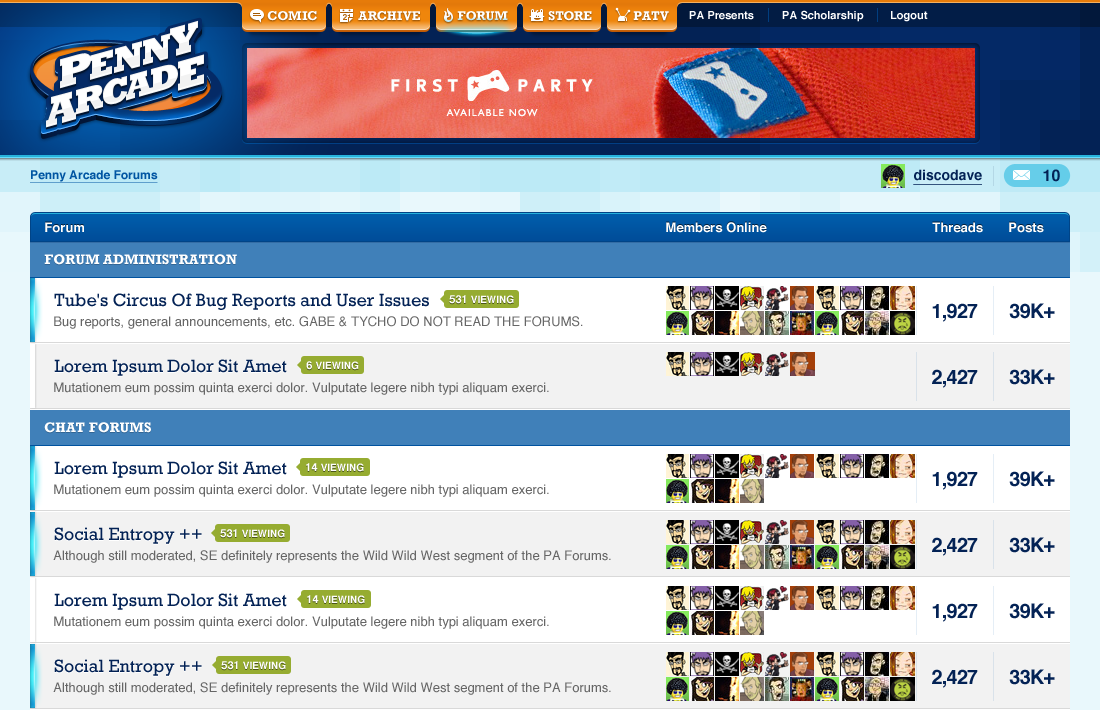 COMIC ARCHIVE FORUM STORE PATV PA Presents PA Scholarship Logout
PENNY
ARCADE
FIRST PARTY
AVAILABLE NOW
Penny Arcade Forums discodave 10
Forum Members Online Threads Posts
FORUM ADMINISTRATION
Tube's Circus Of Bug Reports and User Issues 531 VIEWING 1,927 39K+
Bug reports, general announcements, etc. GABE & TYCHO DO NOT READ THE FORUMS.
Lorem Ipsum Dolor Sit Amet 6 VIEWING 2,427 33K+
Mutationem eum possim quinta exerci dolor. Vulputate legere nibh typi aliquam exerci.
CHAT FORUMS
Lorem Ipsum Dolor Sit Amet 14 VIEWING 1,927 39K+
Mutationem eum possim quinta exerci dolor. Vulputate legere nibh typi aliquam exerci.
Social Entropy ++ 531 VIEWING 2,427 33K+
Although still moderated, SE definitely represents the Wild Wild West segment of the PA Forums.
Lorem Ipsum Dolor Sit Amet 14 VIEWING 1,927 39K+
Mutationem eum possim quinta exerci dolor. Vulputate legere nibh typi aliquam exerci.
Social Entropy ++ 531 VIEWING 2,427 33K+
Although still moderated, SE definitely represents the Wild Wild West segment of the PA Forums.